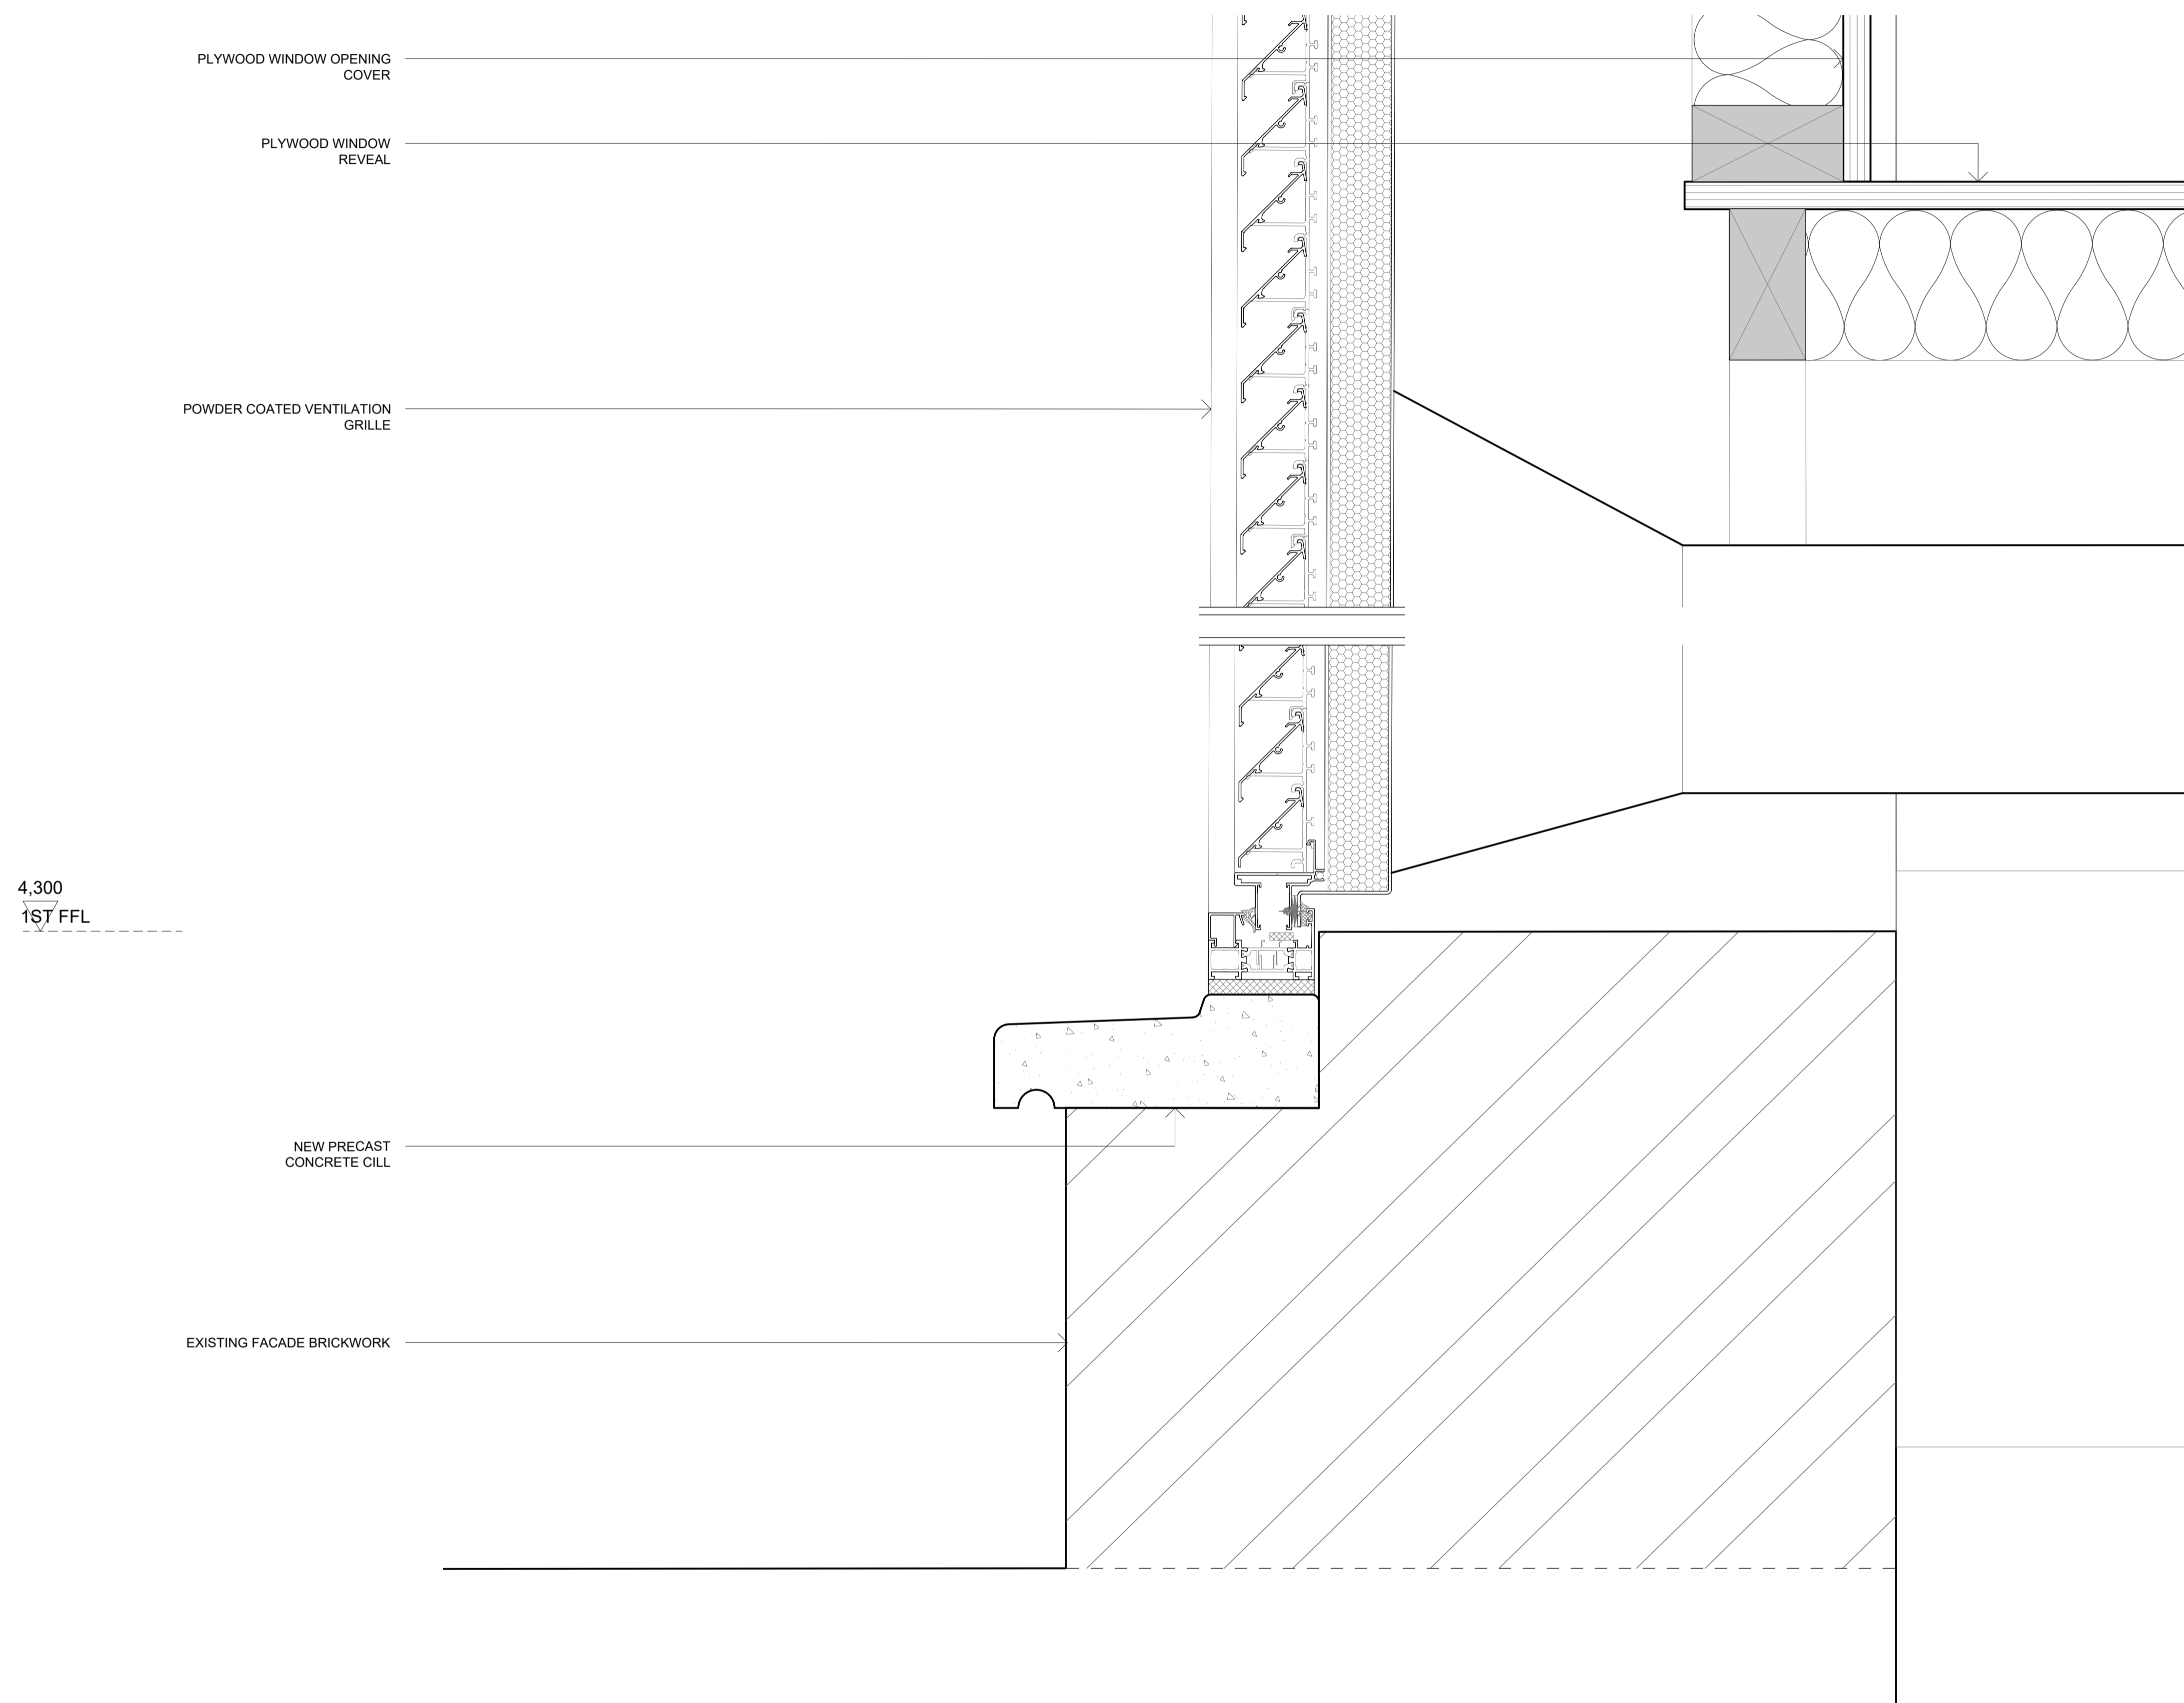 PLYWOOD WINDOW OPENING
COVER
PLYWOOD WINDOW
REVEAL
POWDER COATED VENTILATION
GRILLE
4,300
1ST FFL
NEW PRECAST
CONCRETE CILL
EXISTING FACADE BRICKWORK